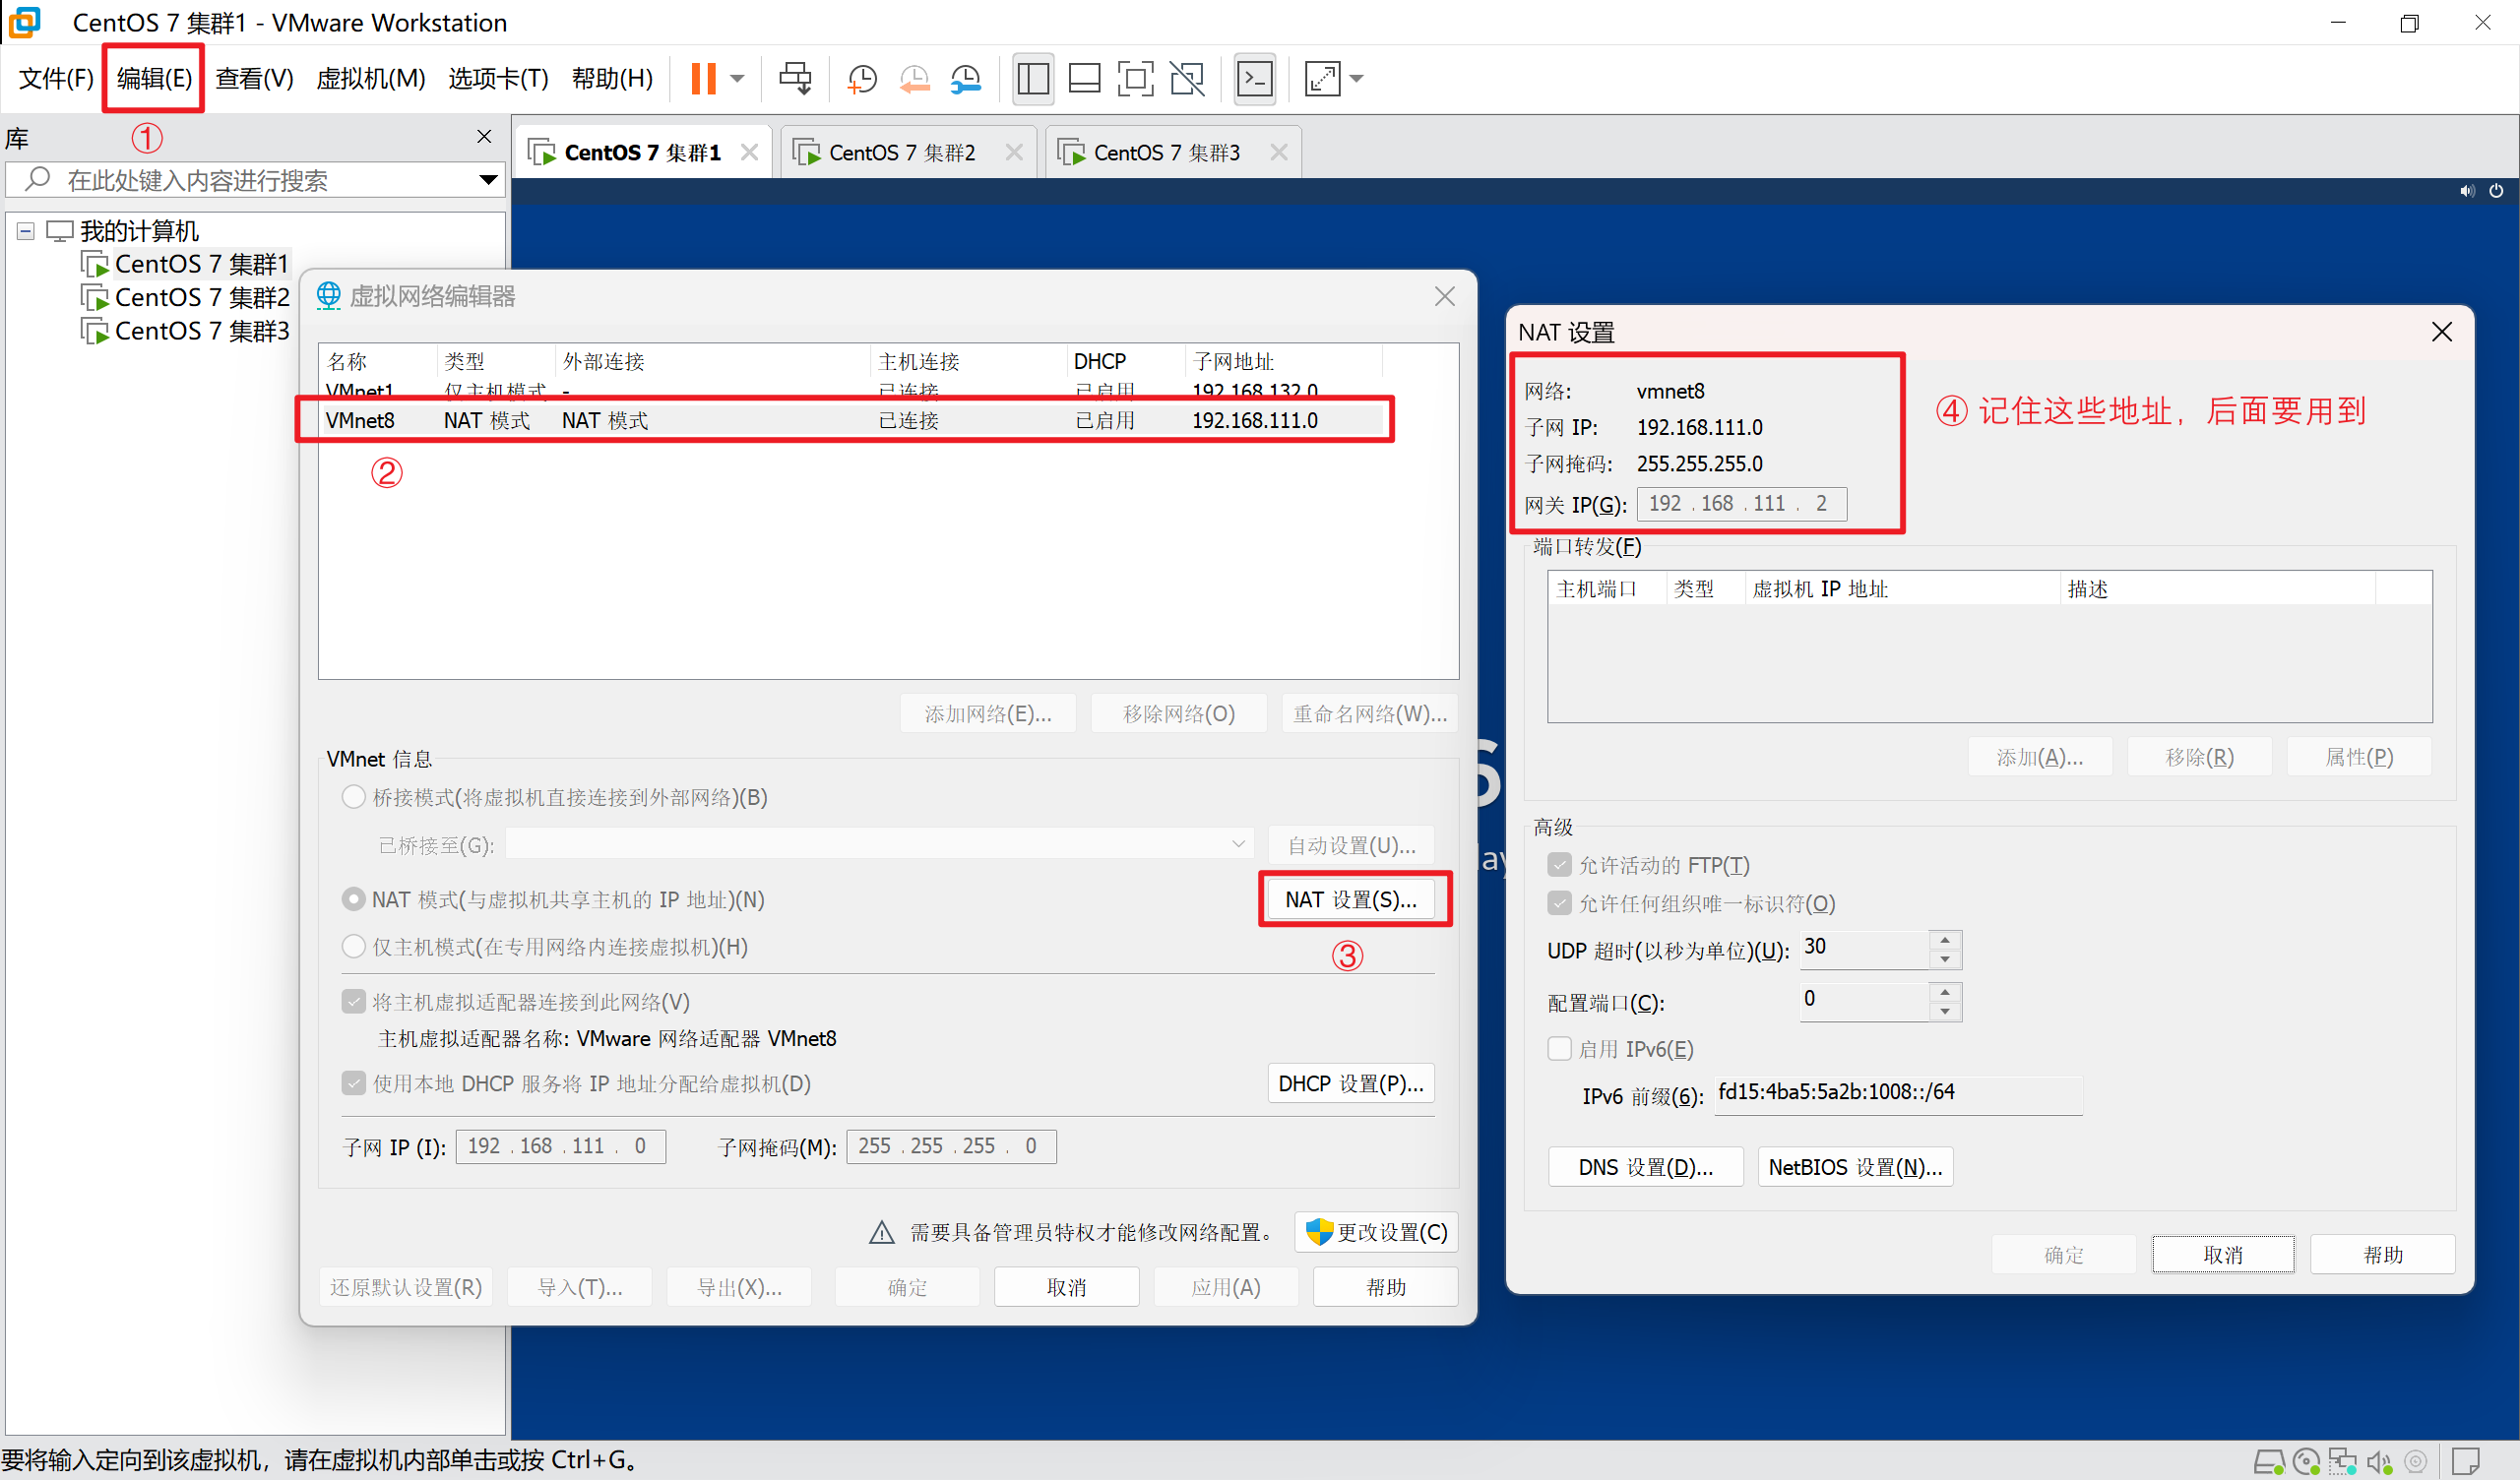 CentOS 7 集群1 - VMware Workstation
文件(F) 编辑(E) 查看(V) 虚拟机(M) 选项卡(T) 帮助(H)
①
库
在此处键入内容进行搜索
我的计算机
CentOS 7 集群1
CentOS 7 集群2
CentOS 7 集群3
CentOS 7 集群1 CentOS 7 集群2 CentOS 7 集群3
虚拟网络编辑器
名称 类型 外部连接 主机连接 DHCP 子网地址
VMnet1 仅主机模式 - 已连接 已启用 192.168.132.0
VMnet8 NAT 模式 NAT 模式 已连接 已启用 192.168.111.0
②
添加网络(E)... 移除网络(O) 重命名网络(W)...
VMnet 信息
桥接模式(将虚拟机直接连接到外部网络)(B)
已桥接至(G): 自动设置(U)...
NAT 模式(与虚拟机共享主机的 IP 地址)(N) NAT 设置(S)...
仅主机模式(在专用网络内连接虚拟机)(H)
③
将主机虚拟适配器连接到此网络(V)
主机虚拟适配器名称: VMware 网络适配器 VMnet8
使用本地 DHCP 服务将 IP 地址分配给虚拟机(D) DHCP 设置(P)...
子网 IP (I): 192 . 168 . 111 . 0 子网掩码(M): 255 . 255 . 255 . 0
需要具备管理员特权才能修改网络配置。 更改设置(C)
还原默认设置(R) 导入(T)... 导出(X)... 确定 取消 应用(A) 帮助
NAT 设置
网络: vmnet8
子网 IP: 192.168.111.0
子网掩码: 255.255.255.0
网关 IP(G): 192 . 168 . 111 . 2
④ 记住这些地址，后面要用到
端口转发(F)
主机端口 类型 虚拟机 IP 地址 描述
添加(A)... 移除(R) 属性(P)
高级
允许活动的 FTP(T)
允许任何组织唯一标识符(O)
UDP 超时(以秒为单位)(U): 30
配置端口(C): 0
启用 IPv6(E)
IPv6 前缀(6): fd15:4ba5:5a2b:1008::/64
DNS 设置(D)... NetBIOS 设置(N)...
确定 取消 帮助
要将输入定向到该虚拟机，请在虚拟机内部单击或按 Ctrl+G。